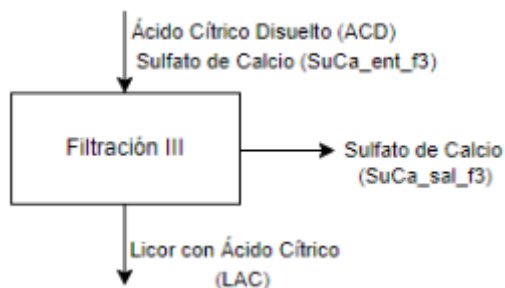 Ácido Cítrico Disuelto (ACD)
Sulfato de Calcio (SuCa_ent_f3)
Filtración III
Sulfato de Calcio
(SuCa_sal_f3)
Licor con Ácido Cítrico
(LAC)